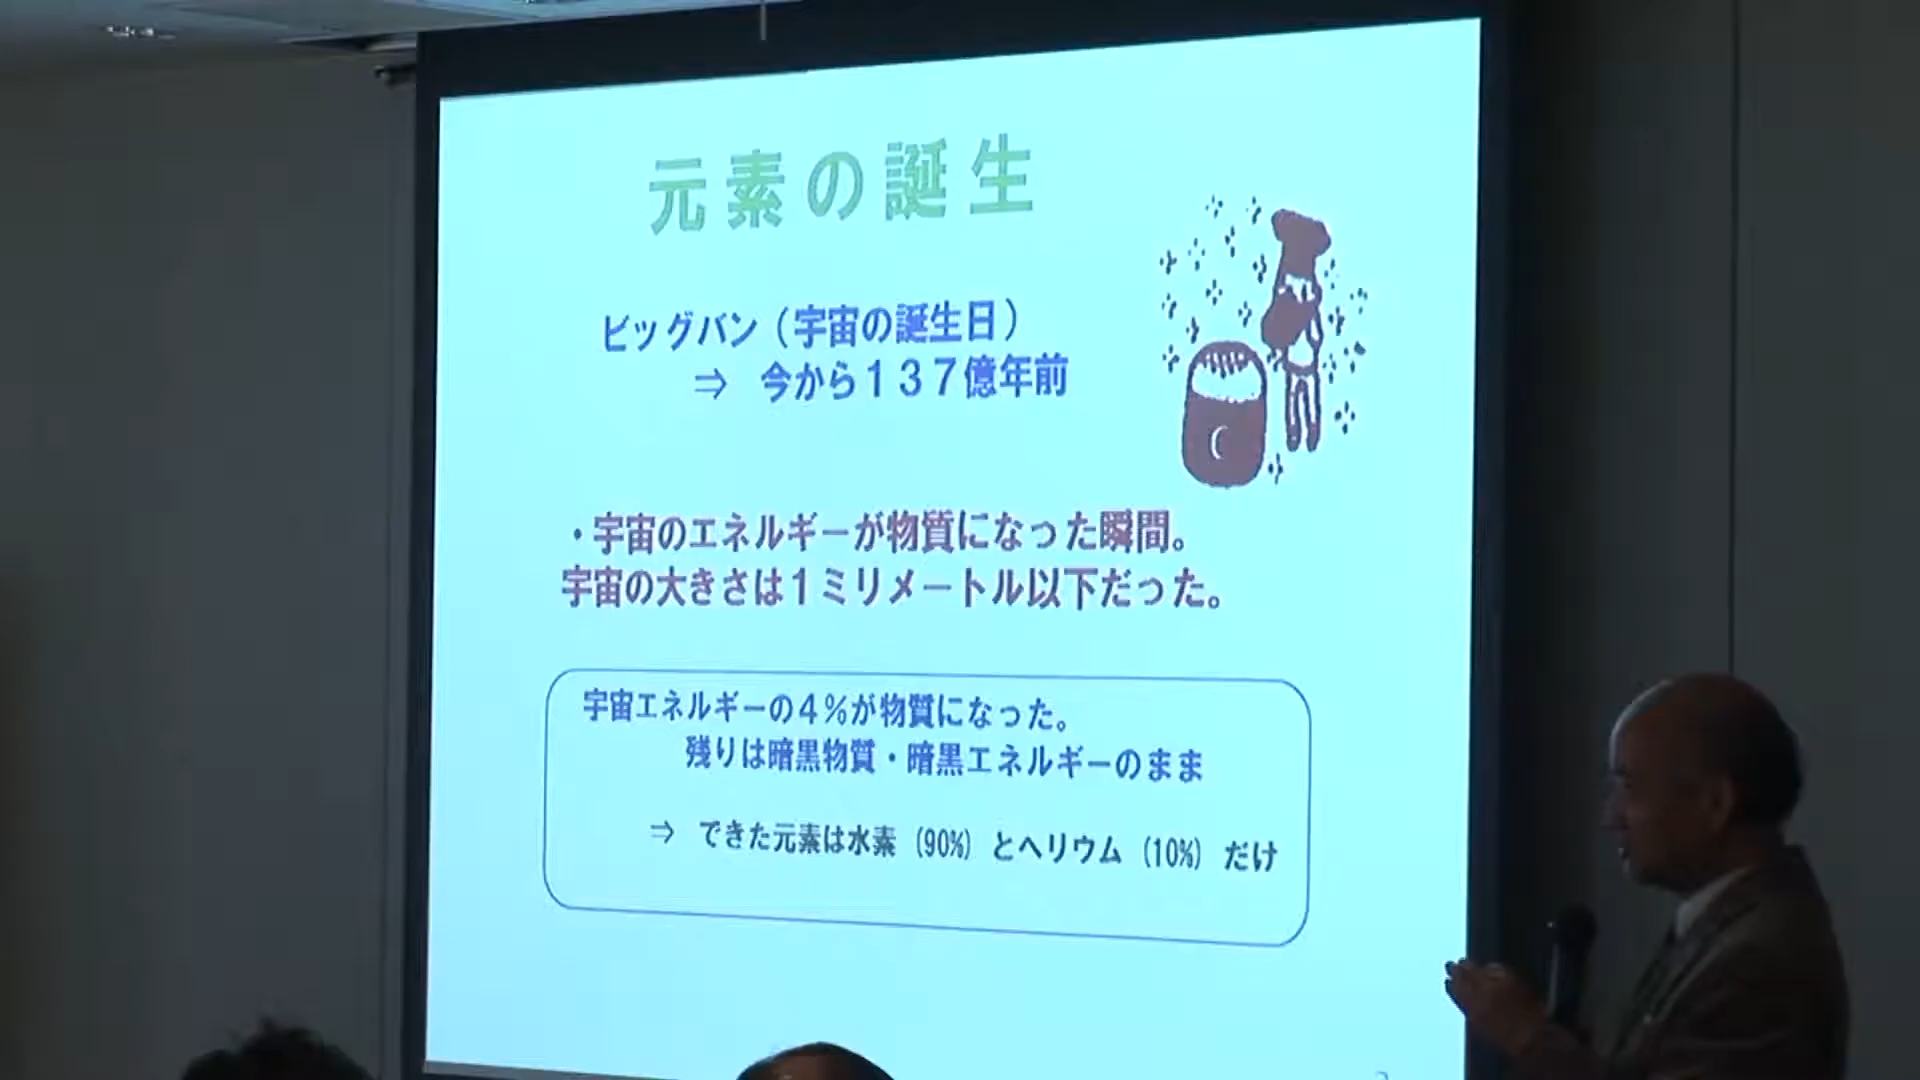 元素の誕生
ビッグバン（宇宙の誕生日）
⇒　今から１３７億年前
・宇宙のエネルギーが物質になった瞬間。
宇宙の大きさは１ミリメートル以下だった。
宇宙エネルギーの４％が物質になった。
残りは暗黒物質・暗黒エネルギーのまま
⇒　できた元素は水素（90%）とヘリウム（10%）だけ